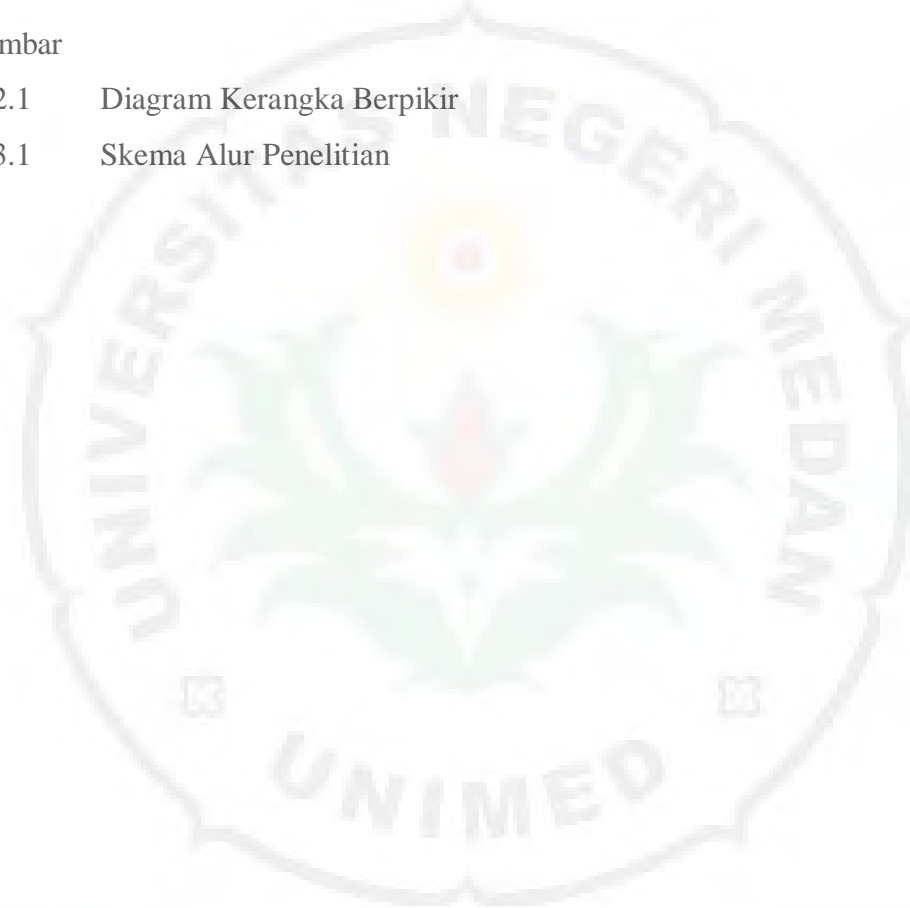 mbar
2.1 Diagram Kerangka Berpikir
3.1 Skema Alur Penelitian
UNIVERSITAS NEGERI MEDAN
UNIMED